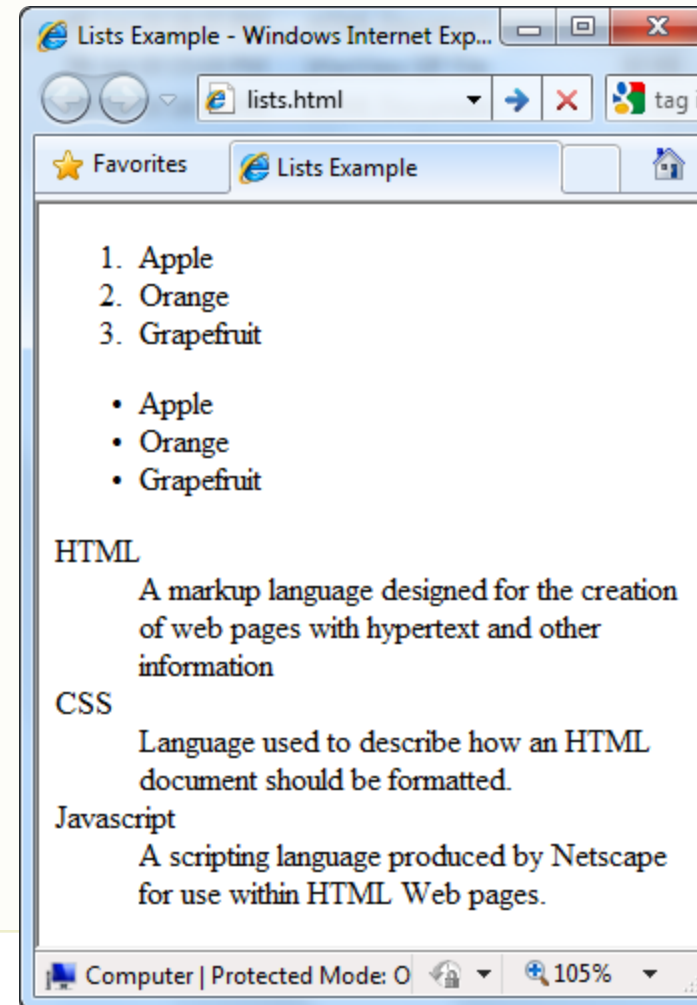 Lists Example - Windows Internet Exp...
lists.html
tag
Favorites
Lists Example
1. Apple
2. Orange
3. Grapefruit
• Apple
• Orange
• Grapefruit
HTML
A markup language designed for the creation
of web pages with hypertext and other
information
CSS
Language used to describe how an HTML
document should be formatted.
Javascript
A scripting language produced by Netscape
for use within HTML Web pages.
Computer | Protected Mode: O
105%